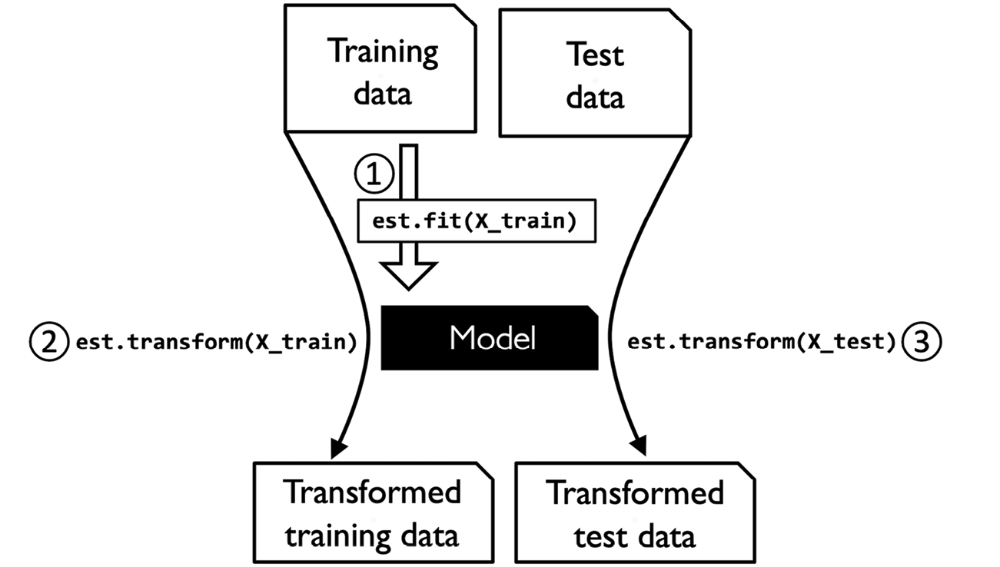 Training
data
Test
data
1
est.fit(X_train)
2 est.transform(X_train)
Model
est.transform(X_test) 3
Transformed
training data
Transformed
test data